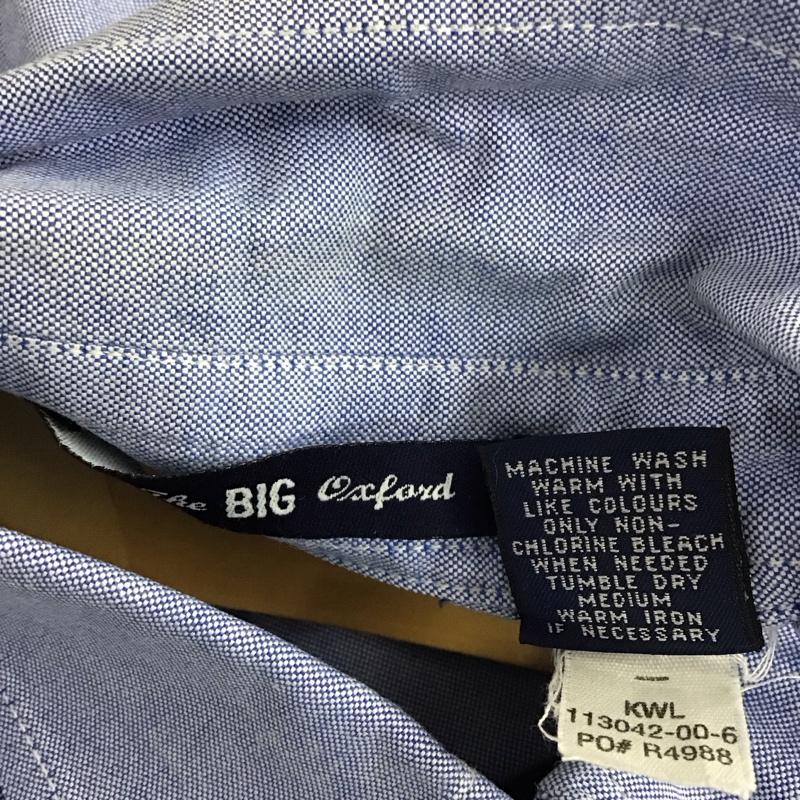 The BIG Oxford
MACHINE WASH
WARM WITH
LIKE COLOURS
ONLY NON-
CHLORINE BLEACH
WHEN NEEDED
TUMBLE DRY
MEDIUM
WARM IRON
IF NECESSARY
KWL
113042-00-6
PO# R4988